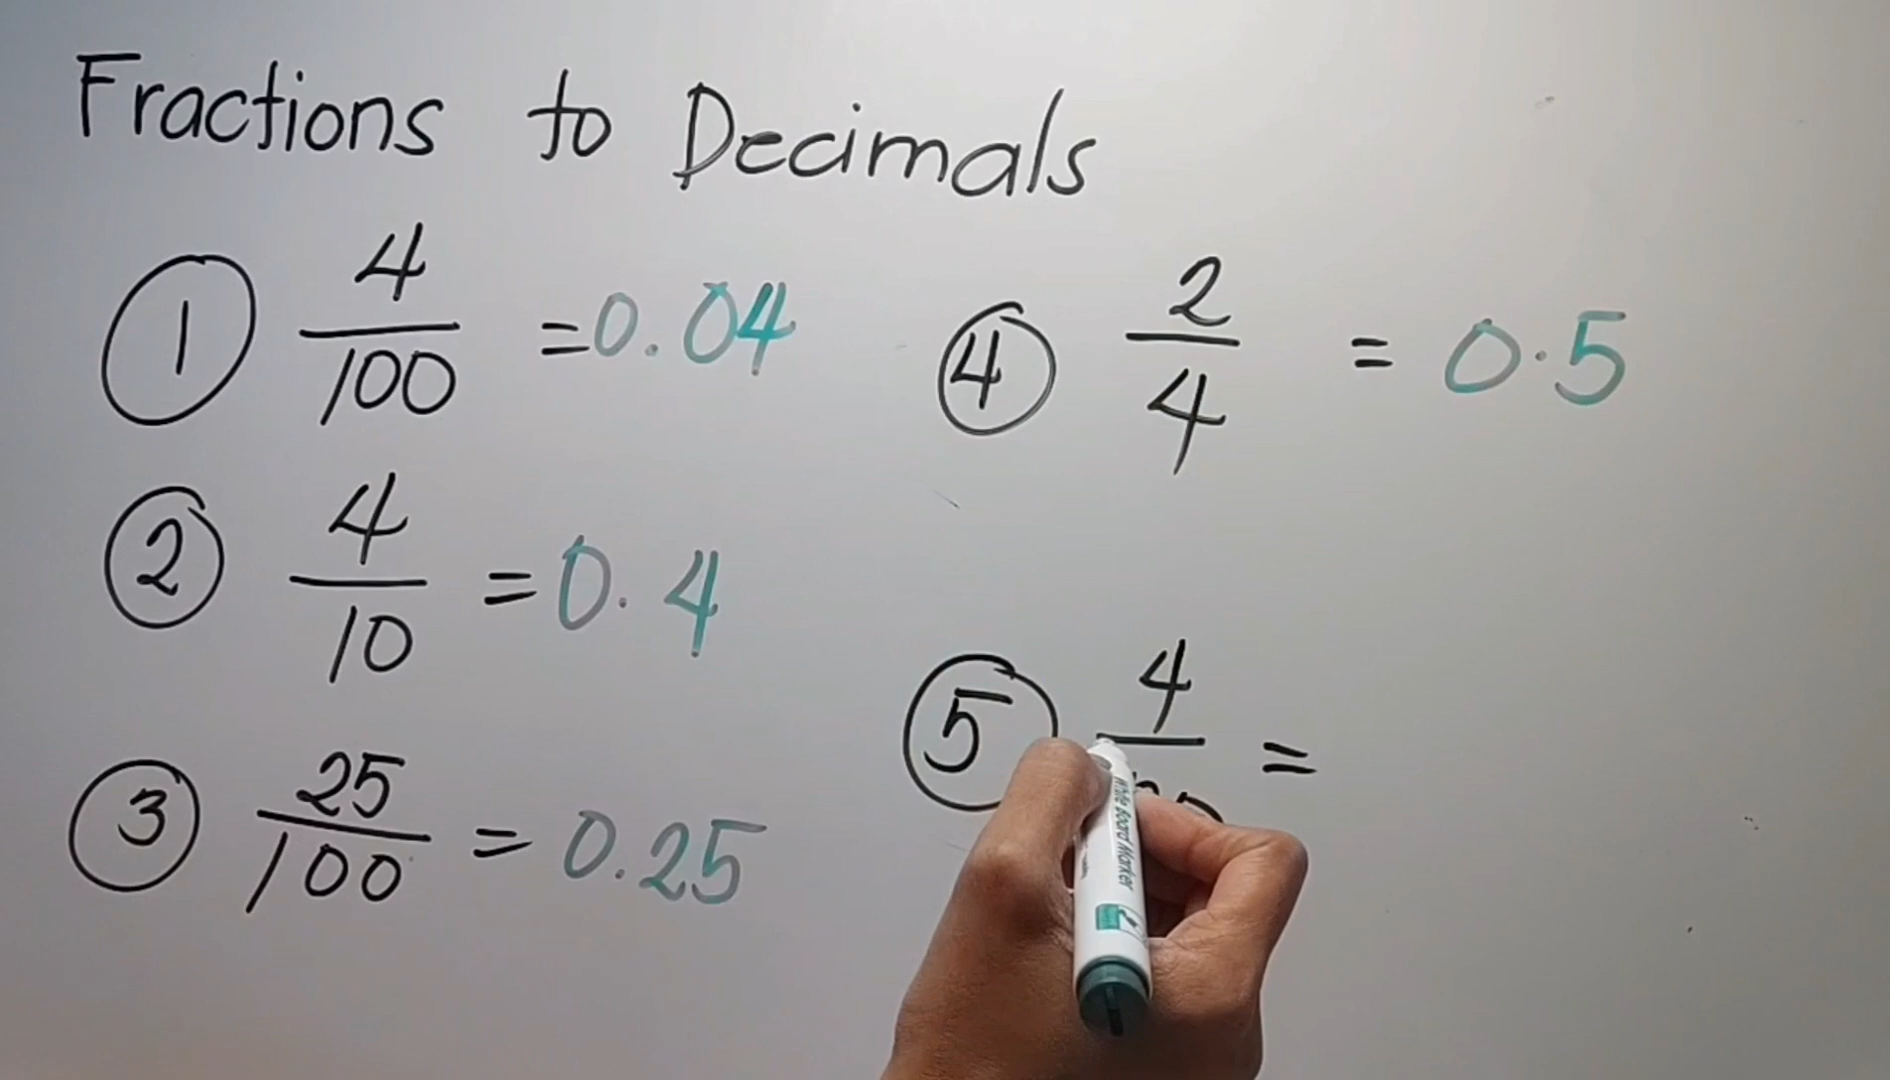 Fractions to Decimals
1 4/100 = 0.04
2 4/10 = 0.4
3 25/100 = 0.25
4 2/4 = 0.5
5 4/ =
White Board Marker